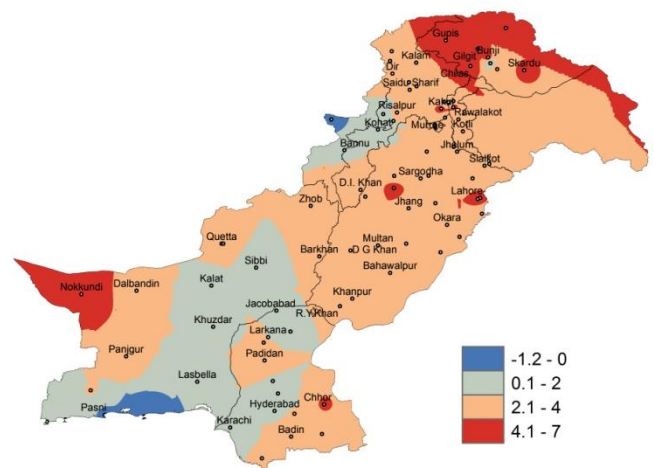 Gupis
Kalam
Gilgit
Bunji
Dir
Skardu
Chilas
Saidu Sharif
Risalpur
Kakul
Rawalakot
Kohat
Kotli
Bannu
Jhelum
Sialkot
Sargodha
D.I. Khan
Lahore
Zhob
Jhang
Okara
Quetta
Multan
Barkhan
D G Khan
Sibbi
Bahawalpur
Nokkundi
Dalbandin
Kalat
Khanpur
Jacobabad
R.Y.Khan
Khuzdar
Larkana
Panjgur
Padidan
Lasbella
Chhor
Pasni
Hyderabad
Karachi
Badin
-1.2 - 0
0.1 - 2
2.1 - 4
4.1 - 7